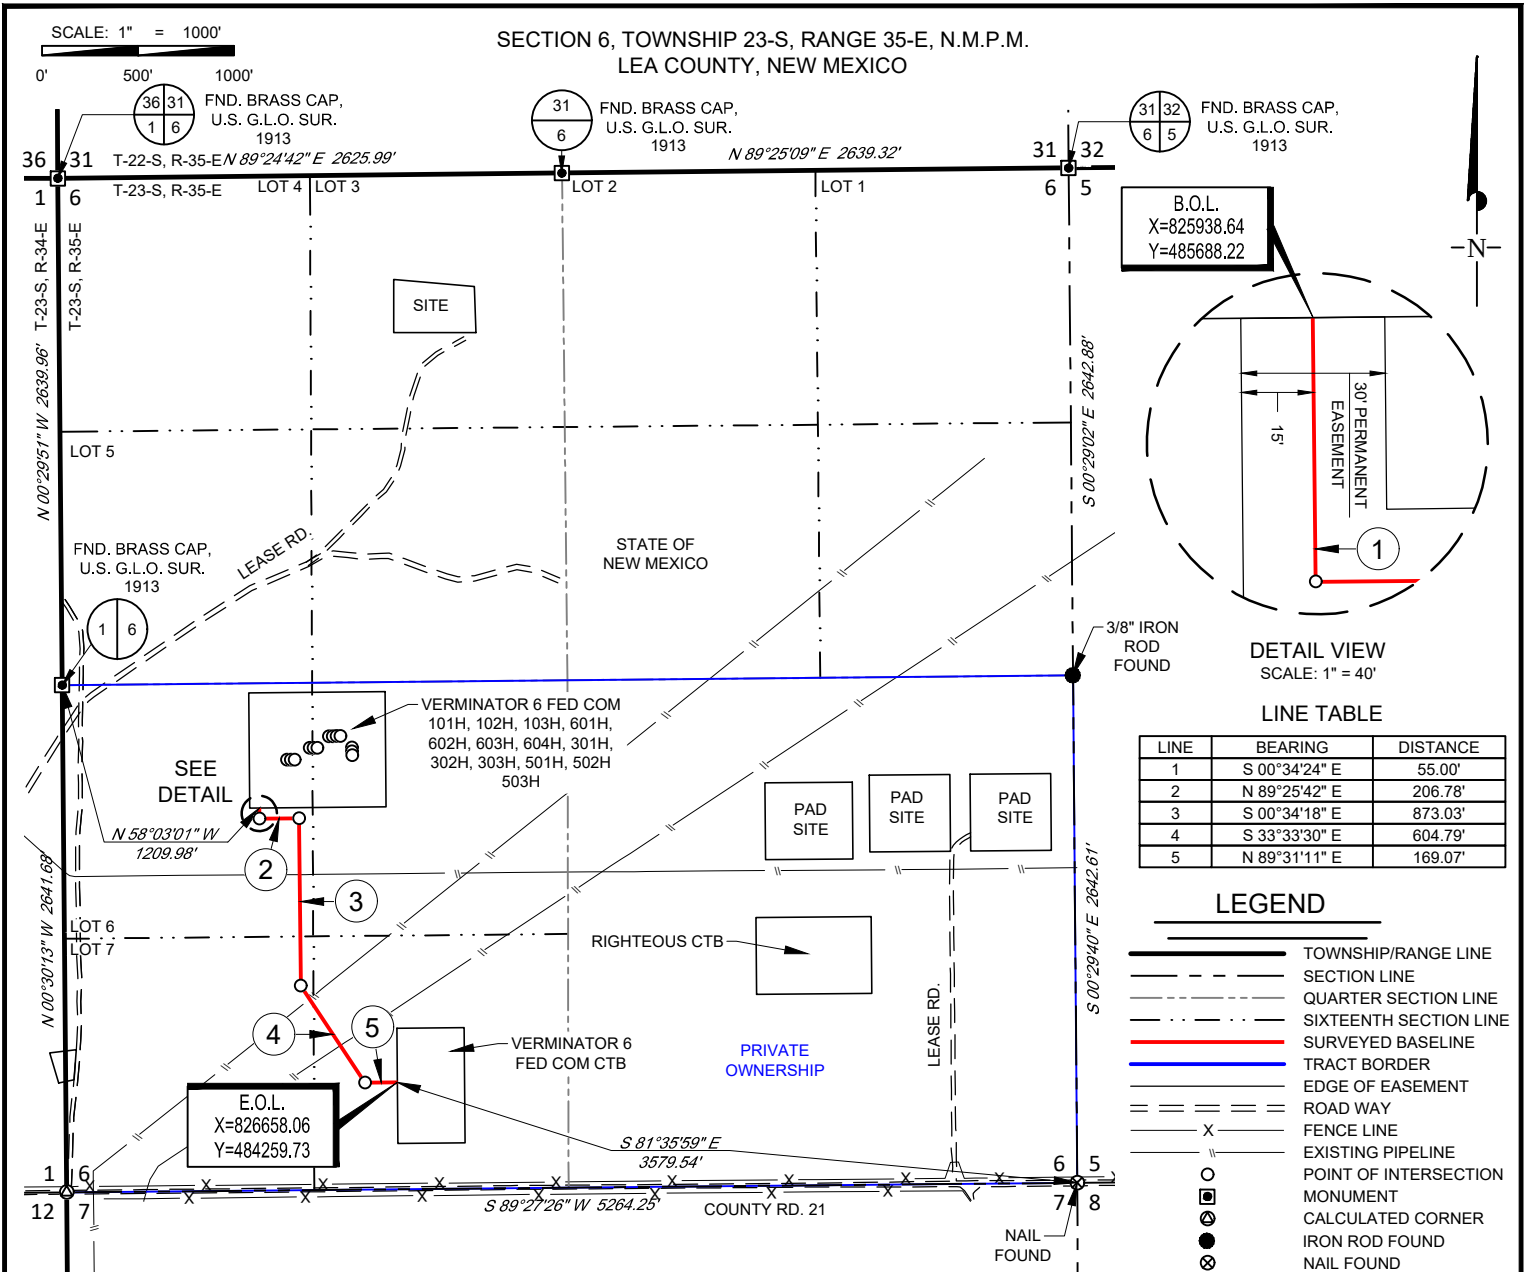 SCALE: 1" = 1000'
0' 500' 1000'
SECTION 6, TOWNSHIP 23-S, RANGE 35-E, N.M.P.M.
LEA COUNTY, NEW MEXICO
36 31
1 6
FND. BRASS CAP,
U.S. G.L.O. SUR.
1913
31
6
FND. BRASS CAP,
U.S. G.L.O. SUR.
1913
31 32
6 5
FND. BRASS CAP,
U.S. G.L.O. SUR.
1913
36 31
1 6
T-22-S, R-35-E
T-23-S, R-35-E
N 89°24'42" E 2625.99'
N 89°25'09" E 2639.32'
31 32
6 5
LOT 4 LOT 3
LOT 2
LOT 1
T-23-S, R-34-E
T-23-S, R-35-E
B.O.L.
X=825938.64
Y=485688.22
-N-
SITE
N 00°29'51" W 2639.96'
S 00°29'02" E 2642.88'
LOT 5
30' PERMANENT
EASEMENT
15'
1
DETAIL VIEW
SCALE: 1" = 40'
LEASE RD.
STATE OF
NEW MEXICO
FND. BRASS CAP,
U.S. G.L.O. SUR.
1913
1 6
3/8" IRON
ROD
FOUND
VERMINATOR 6 FED COM
101H, 102H, 103H, 601H,
602H, 603H, 604H, 301H,
302H, 303H, 501H, 502H
503H
SEE
DETAIL
N 58°03'01" W
1209.98'
2
3
PAD
SITE
PAD
SITE
PAD
SITE
LINE TABLE
LINE BEARING DISTANCE
1 S 00°34'24" E 55.00'
2 N 89°25'42" E 206.78'
3 S 00°34'18" E 873.03'
4 S 33°33'30" E 604.79'
5 N 89°31'11" E 169.07'
N 00°30'13" W 2641.68'
S 00°29'40" E 2642.61'
LOT 6
LOT 7
RIGHTEOUS CTB
LEASE RD.
4
5
VERMINATOR 6
FED COM CTB
PRIVATE
OWNERSHIP
E.O.L.
X=826658.06
Y=484259.73
S 81°35'59" E
3579.54'
1 6
12 7
6 5
7 8
S 89°27'26" W 5264.25'
COUNTY RD. 21
NAIL
FOUND
LEGEND
TOWNSHIP/RANGE LINE
SECTION LINE
QUARTER SECTION LINE
SIXTEENTH SECTION LINE
SURVEYED BASELINE
TRACT BORDER
EDGE OF EASEMENT
ROAD WAY
X FENCE LINE
EXISTING PIPELINE
POINT OF INTERSECTION
MONUMENT
CALCULATED CORNER
IRON ROD FOUND
NAIL FOUND